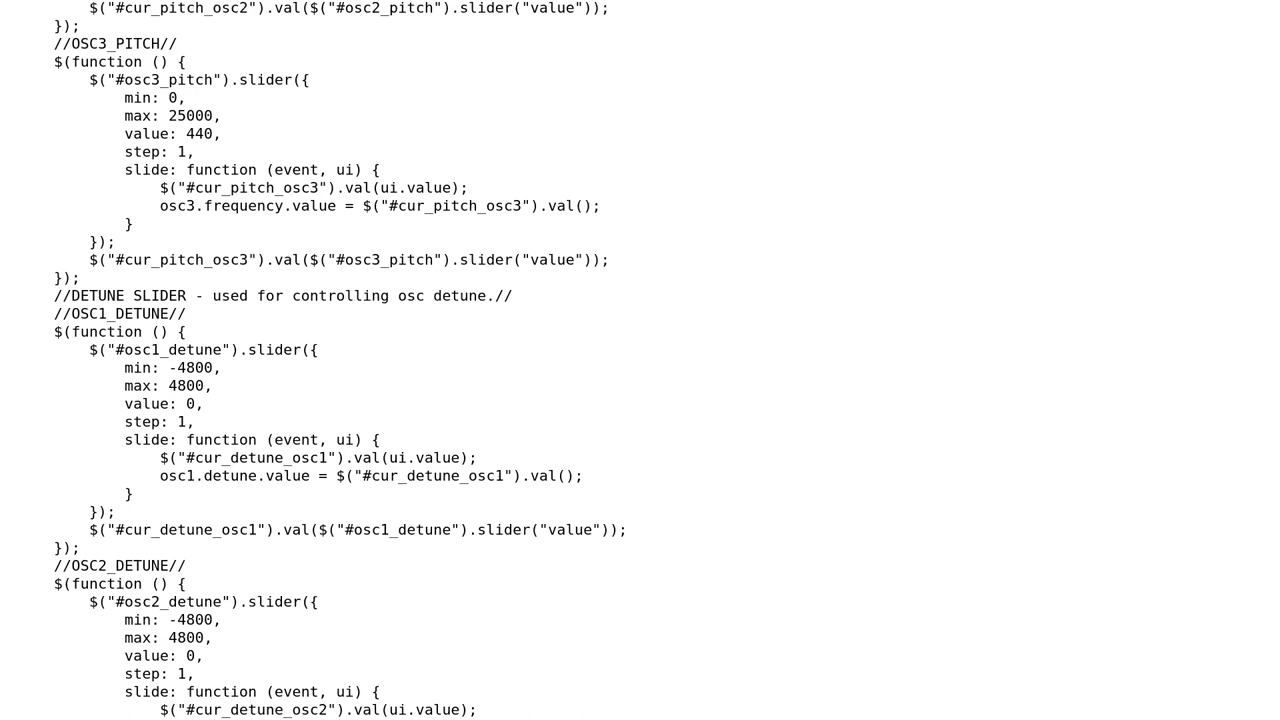 $("#cur_pitch_osc2").val($("#osc2_pitch").slider("value"));
});
//OSC3_PITCH//
$(function () {
$("#osc3_pitch").slider({
min: 0,
max: 25000,
value: 440,
step: 1,
slide: function (event, ui) {
$("#cur_pitch_osc3").val(ui.value);
osc3.frequency.value = $("#cur_pitch_osc3").val();
}
});
$("#cur_pitch_osc3").val($("#osc3_pitch").slider("value"));
});
//DETUNE SLIDER - used for controlling osc detune.//
//OSC1_DETUNE//
$(function () {
$("#osc1_detune").slider({
min: -4800,
max: 4800,
value: 0,
step: 1,
slide: function (event, ui) {
$("#cur_detune_osc1").val(ui.value);
osc1.detune.value = $("#cur_detune_osc1").val();
}
});
$("#cur_detune_osc1").val($("#osc1_detune").slider("value"));
});
//OSC2_DETUNE//
$(function () {
$("#osc2_detune").slider({
min: -4800,
max: 4800,
value: 0,
step: 1,
slide: function (event, ui) {
$("#cur_detune_osc2").val(ui.value);